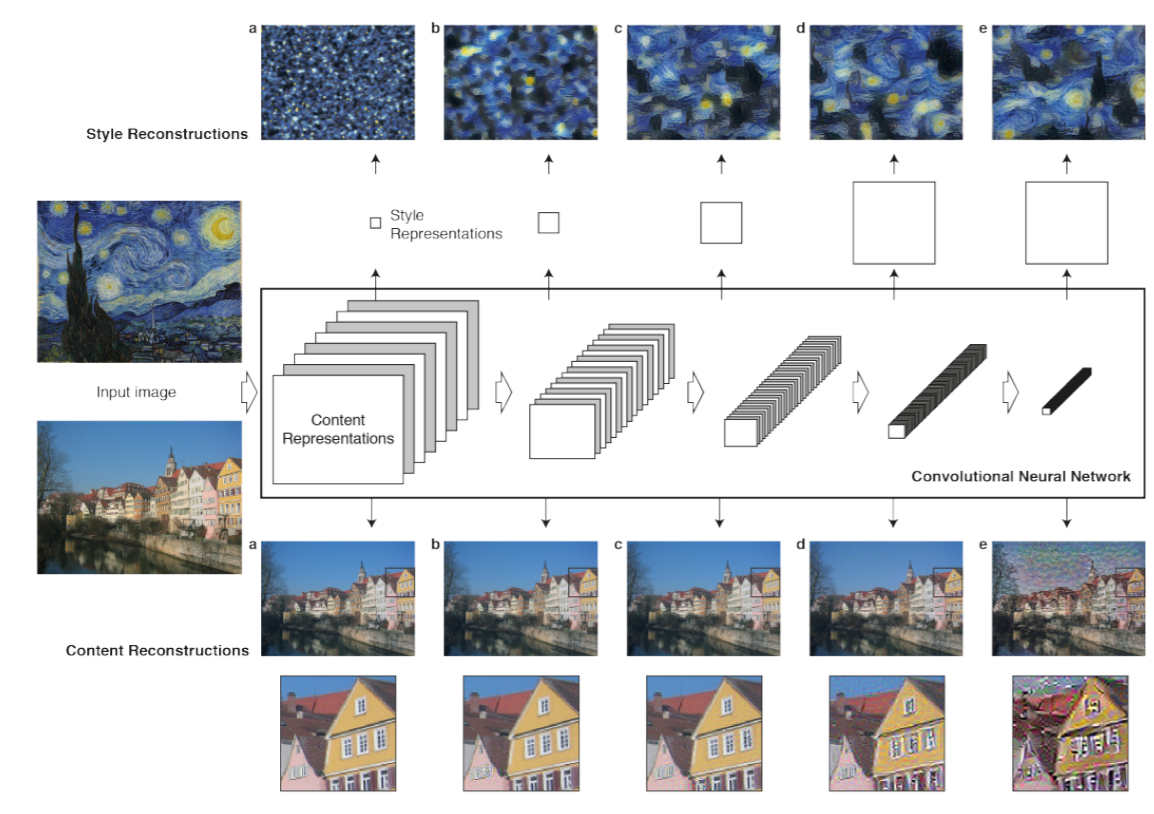 a b c d e
Style Reconstructions
Style
Representations
Input image
Content
Representations
Convolutional Neural Network
a b c d e
Content Reconstructions